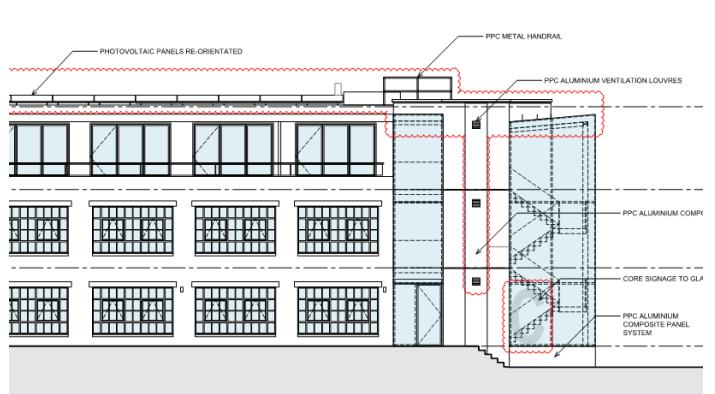 PPC METAL HANDRAIL
PHOTOVOLTAIC PANELS RE-ORIENTATED
PPC ALUMINIUM VENTILATION LOUVRES
PPC ALUMINIUM COMPO
CORE SIGNAGE TO GLA
C
PPC ALUMINIUM
COMPOSITE PANEL
SYSTEM